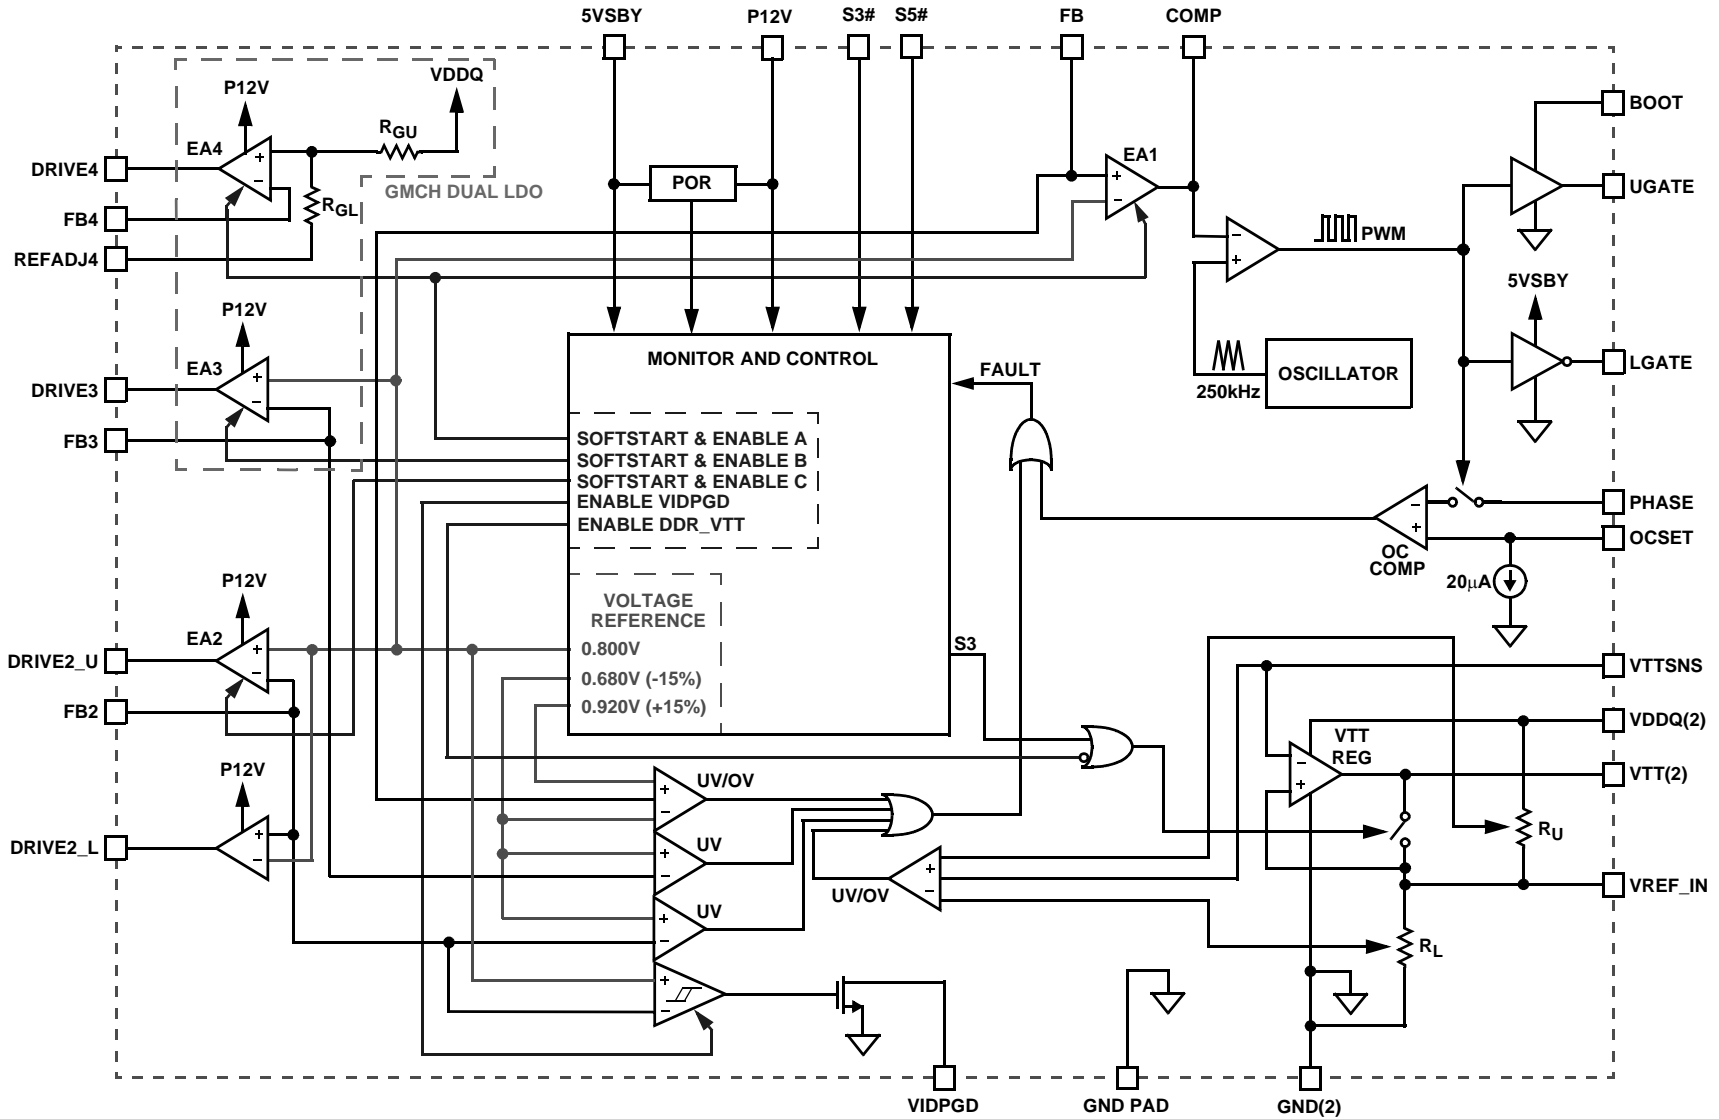 5VSBY
P12V
S3#
S5#
FB
COMP
P12V
VDDQ
BOOT
RGU
EA4
+
−
EA1
+
−
DRIVE4
POR
UGATE
GMCH DUAL LDO
RGL
FB4
−
+
PWM
REFADJ4
5VSBY
P12V
MONITOR AND CONTROL
EA3
+
−
FAULT
OSCILLATOR
250kHz
LGATE
DRIVE3
FB3
SOFTSTART & ENABLE A
SOFTSTART & ENABLE B
SOFTSTART & ENABLE C
ENABLE VIDPGD
ENABLE DDR_VTT
−
+
PHASE
OCSET
OC
COMP
20µA
P12V
VOLTAGE
REFERENCE
EA2
+
−
0.800V
S3
DRIVE2_U
VTTSNS
0.680V (-15%)
0.920V (+15%)
FB2
VDDQ(2)
VTT
REG
−
+
P12V
UV/OV
+
−
VTT(2)
RU
DRIVE2_L
+
−
UV
+
−
+
+
−
UV/OV
VREF_IN
UV
+
−
RL
+
−
VIDPGD
GND PAD
GND(2)